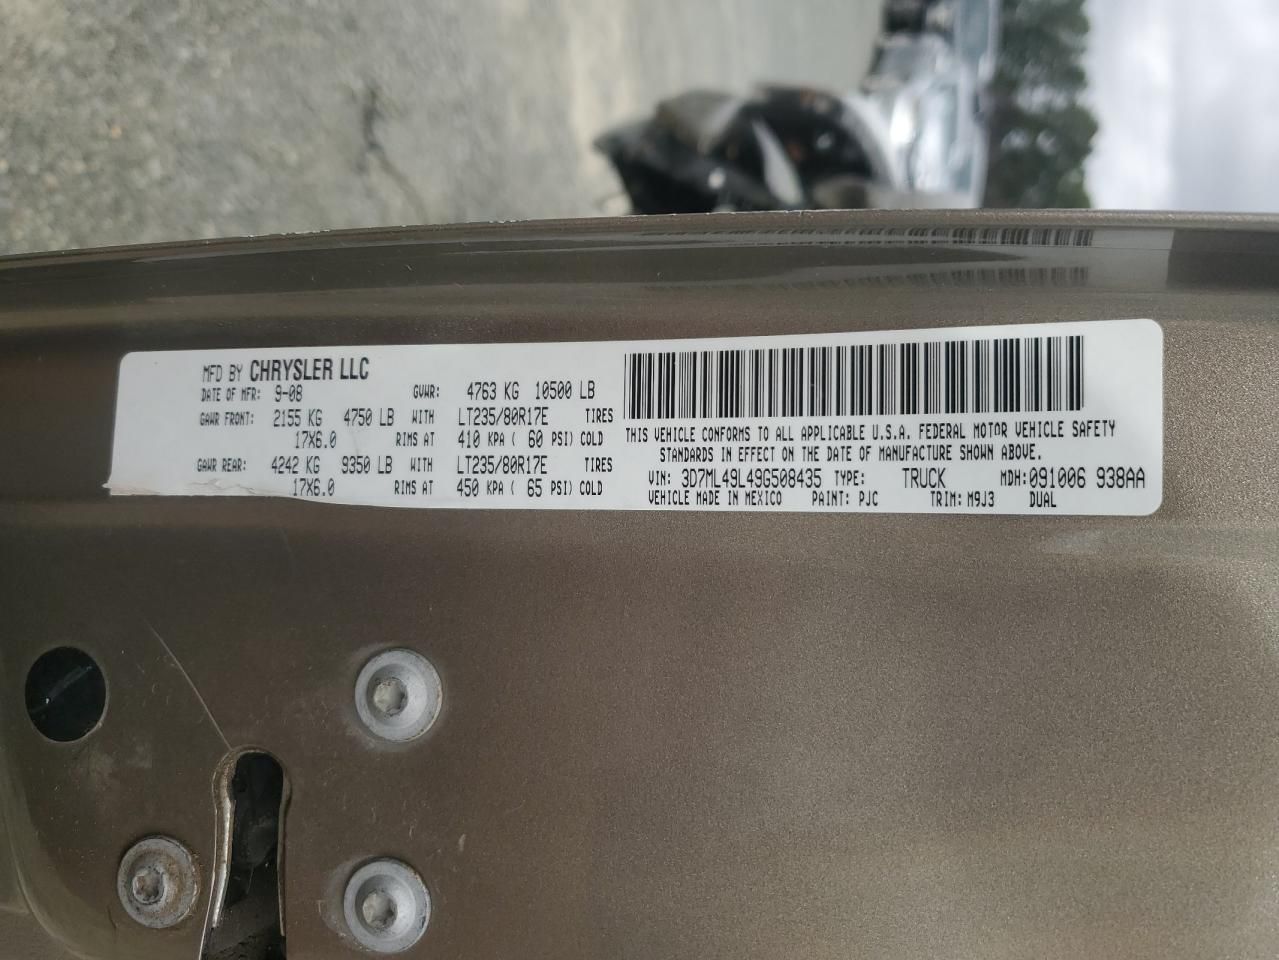 MFD BY CHRYSLER LLC
DATE OF MFR: 9-08 GVWR: 4763 KG 10500 LB
GAWR FRONT: 2155 KG 4750 LB WITH LT235/80R17E TIRES
17X6.0 RIMS AT 410 KPA ( 60 PSI) COLD
GAWR REAR: 4242 KG 9350 LB WITH LT235/80R17E TIRES
17X6.0 RIMS AT 450 KPA ( 65 PSI) COLD
THIS VEHICLE CONFORMS TO ALL APPLICABLE U.S.A. FEDERAL MOTOR VEHICLE SAFETY
STANDARDS IN EFFECT ON THE DATE OF MANUFACTURE SHOWN ABOVE.
VIN: 3D7ML49L49G508435 TYPE: TRUCK MDH:091006 938AA
VEHICLE MADE IN MEXICO PAINT: PJC TRIM: M9J3 DUAL